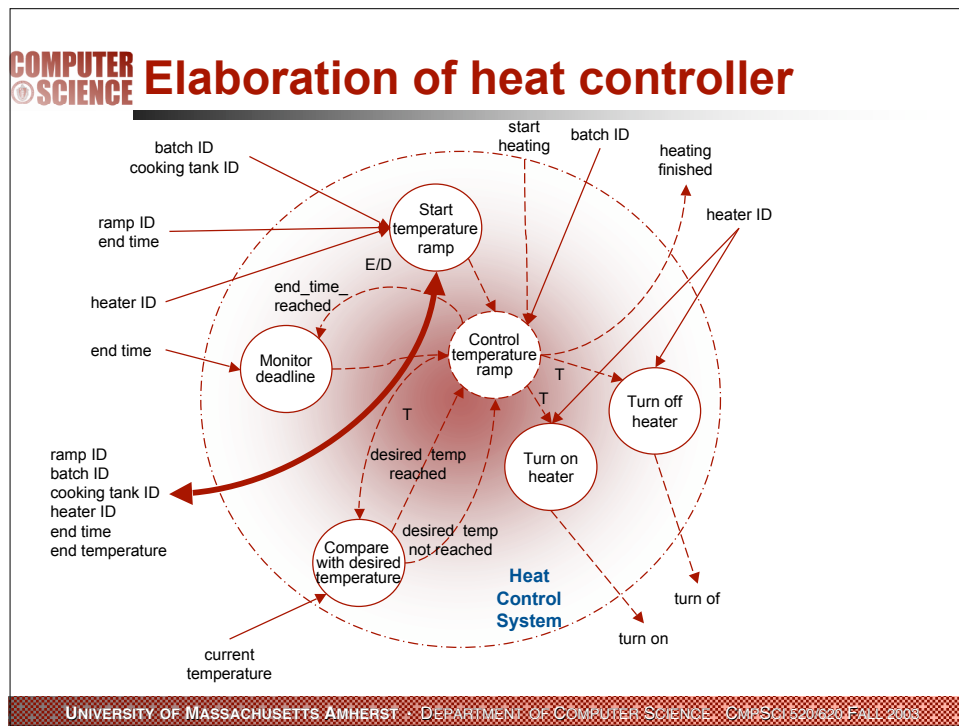 COMPUTER
SCIENCE
Elaboration of heat controller
batch ID
cooking tank ID
start
heating
batch ID
heating
finished
ramp ID
end time
Start
temperature
ramp
heater ID
E/D
heater ID
end_time_
reached
end time
Monitor
deadline
Control
temperature
ramp
T
T
T
Turn off
heater
ramp ID
batch ID
cooking tank ID
heater ID
end time
end temperature
desired temp
reached
Turn on
heater
desired temp
not reached
Compare
with desired
temperature
Heat
Control
System
turn of
turn on
current
temperature
UNIVERSITY OF MASSACHUSETTS AMHERST • DEPARTMENT OF COMPUTER SCIENCE CMPSCI 520/620 FALL 2003